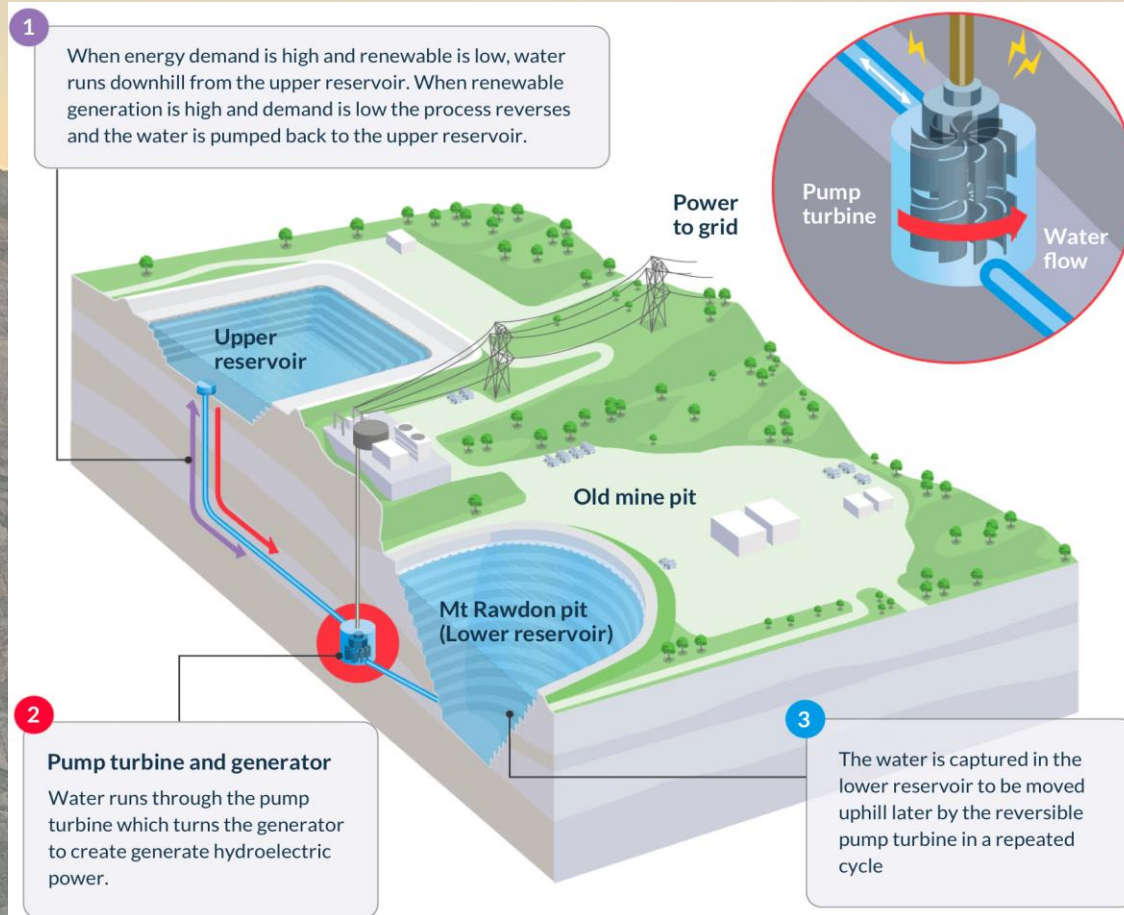 1
When energy demand is high and renewable is low, water
runs downhill from the upper reservoir. When renewable
generation is high and demand is low the process reverses
and the water is pumped back to the upper reservoir.
Pump
turbine
Water
flow
Power
to grid
Upper
reservoir
Old mine pit
Mt Rawdon pit
(Lower reservoir)
2
Pump turbine and generator
Water runs through the pump
turbine which turns the generator
to create generate hydroelectric
power.
3
The water is captured in the
lower reservoir to be moved
uphill later by the reversible
pump turbine in a repeated
cycle